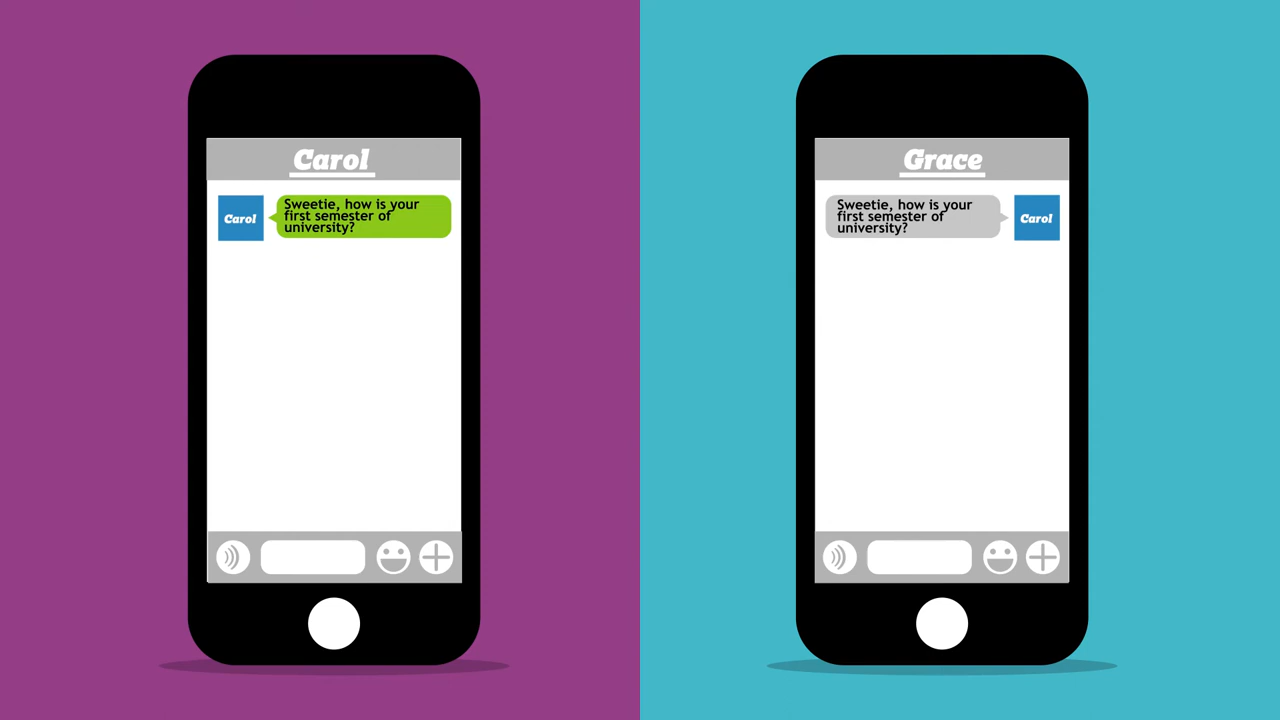 Carol
Carol
Sweetie, how is your
first semester of
university?
Grace
Sweetie, how is your
first semester of
university?
Carol